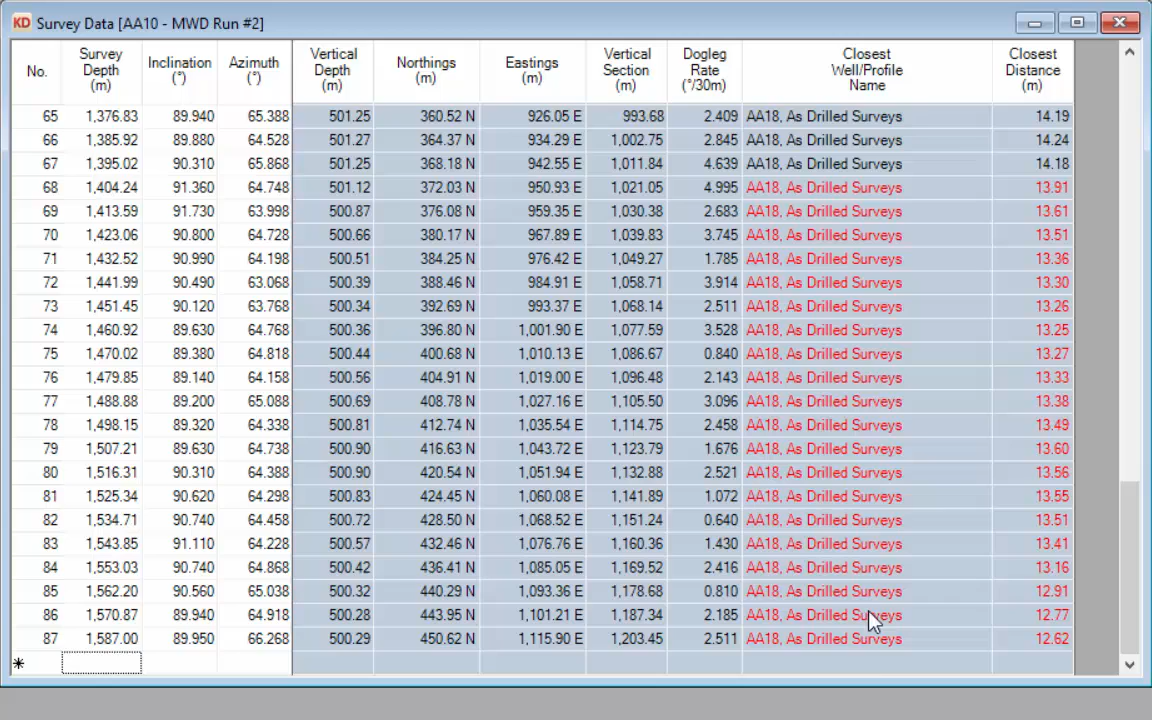 KD Survey Data [AA10 - MWD Run #2]
No. Survey Depth (m) Inclination (°) Azimuth (°) Vertical Depth (m) Northings (m) Eastings (m) Vertical Section (m) Dogleg Rate (°/30m) Closest Well/Profile Name Closest Distance (m)
65 1,376.83 89.940 65.388 501.25 360.52 N 926.05 E 993.68 2.409 AA18, As Drilled Surveys 14.19
66 1,385.92 89.880 64.528 501.27 364.37 N 934.29 E 1,002.75 2.845 AA18, As Drilled Surveys 14.24
67 1,395.02 90.310 65.868 501.25 368.18 N 942.55 E 1,011.84 4.639 AA18, As Drilled Surveys 14.18
68 1,404.24 91.360 64.748 501.12 372.03 N 950.93 E 1,021.05 4.995 AA18, As Drilled Surveys 13.91
69 1,413.59 91.730 63.998 500.87 376.08 N 959.35 E 1,030.38 2.683 AA18, As Drilled Surveys 13.61
70 1,423.06 90.800 64.728 500.66 380.17 N 967.89 E 1,039.83 3.745 AA18, As Drilled Surveys 13.51
71 1,432.52 90.990 64.198 500.51 384.25 N 976.42 E 1,049.27 1.785 AA18, As Drilled Surveys 13.36
72 1,441.99 90.490 63.068 500.39 388.46 N 984.91 E 1,058.71 3.914 AA18, As Drilled Surveys 13.30
73 1,451.45 90.120 63.768 500.34 392.69 N 993.37 E 1,068.14 2.511 AA18, As Drilled Surveys 13.26
74 1,460.92 89.630 64.768 500.36 396.80 N 1,001.90 E 1,077.59 3.528 AA18, As Drilled Surveys 13.25
75 1,470.02 89.380 64.818 500.44 400.68 N 1,010.13 E 1,086.67 0.840 AA18, As Drilled Surveys 13.27
76 1,479.85 89.140 64.158 500.56 404.91 N 1,019.00 E 1,096.48 2.143 AA18, As Drilled Surveys 13.33
77 1,488.88 89.200 65.088 500.69 408.78 N 1,027.16 E 1,105.50 3.096 AA18, As Drilled Surveys 13.38
78 1,498.15 89.320 64.338 500.81 412.74 N 1,035.54 E 1,114.75 2.458 AA18, As Drilled Surveys 13.49
79 1,507.21 89.630 64.738 500.90 416.63 N 1,043.72 E 1,123.79 1.676 AA18, As Drilled Surveys 13.60
80 1,516.31 90.310 64.388 500.90 420.54 N 1,051.94 E 1,132.88 2.521 AA18, As Drilled Surveys 13.56
81 1,525.34 90.620 64.298 500.83 424.45 N 1,060.08 E 1,141.89 1.072 AA18, As Drilled Surveys 13.55
82 1,534.71 90.740 64.458 500.72 428.50 N 1,068.52 E 1,151.24 0.640 AA18, As Drilled Surveys 13.51
83 1,543.85 91.110 64.228 500.57 432.46 N 1,076.76 E 1,160.36 1.430 AA18, As Drilled Surveys 13.41
84 1,553.03 90.740 64.868 500.42 436.41 N 1,085.05 E 1,169.52 2.416 AA18, As Drilled Surveys 13.16
85 1,562.20 90.560 65.038 500.32 440.29 N 1,093.36 E 1,178.68 0.810 AA18, As Drilled Surveys 12.91
86 1,570.87 89.940 64.918 500.28 443.95 N 1,101.21 E 1,187.34 2.185 AA18, As Drilled Surveys 12.77
87 1,587.00 89.950 66.268 500.29 450.62 N 1,115.90 E 1,203.45 2.511 AA18, As Drilled Surveys 12.62